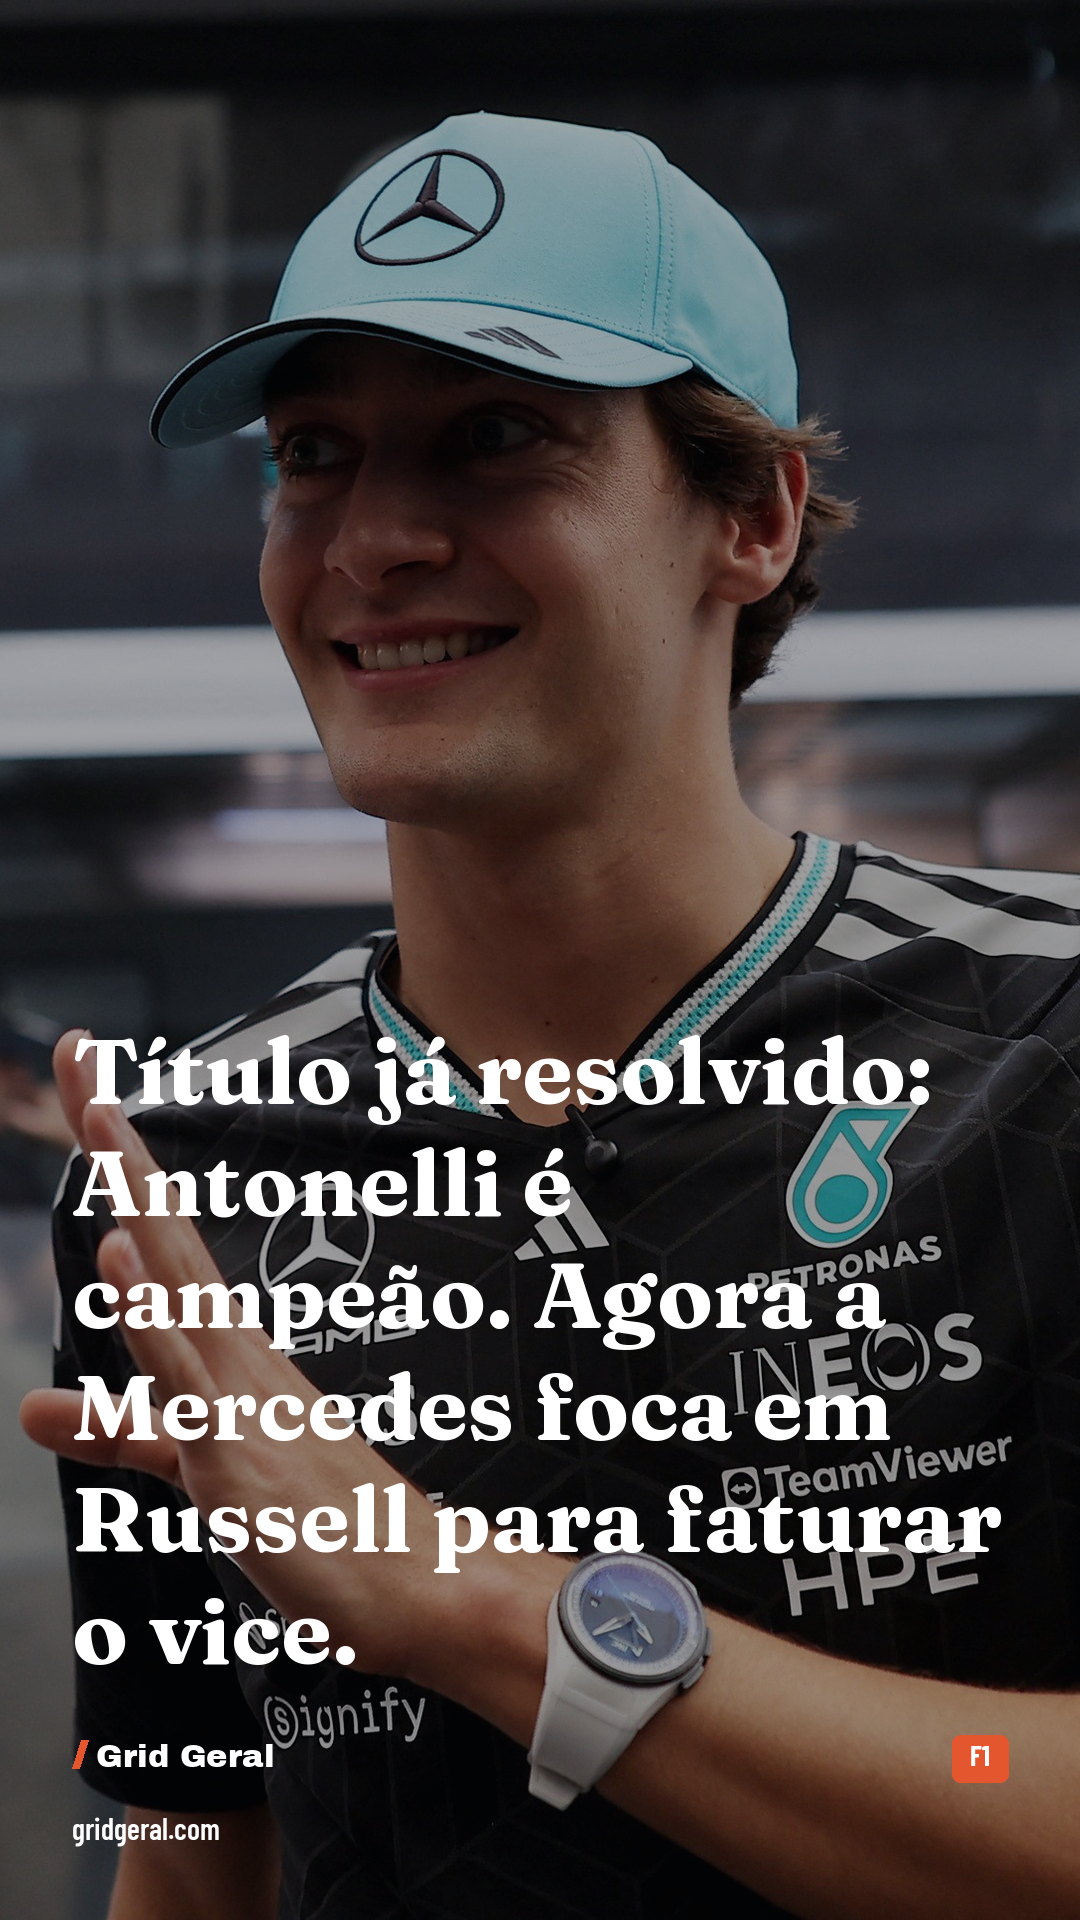 Título já resolvido:
Antonelli é
campeão. Agora a
Mercedes foca em
Russell para faturar
o vice.
PETRONAS
AMG
INEOS
TeamViewer
HPE
signify
/ Grid Geral
F1
gridgeral.com